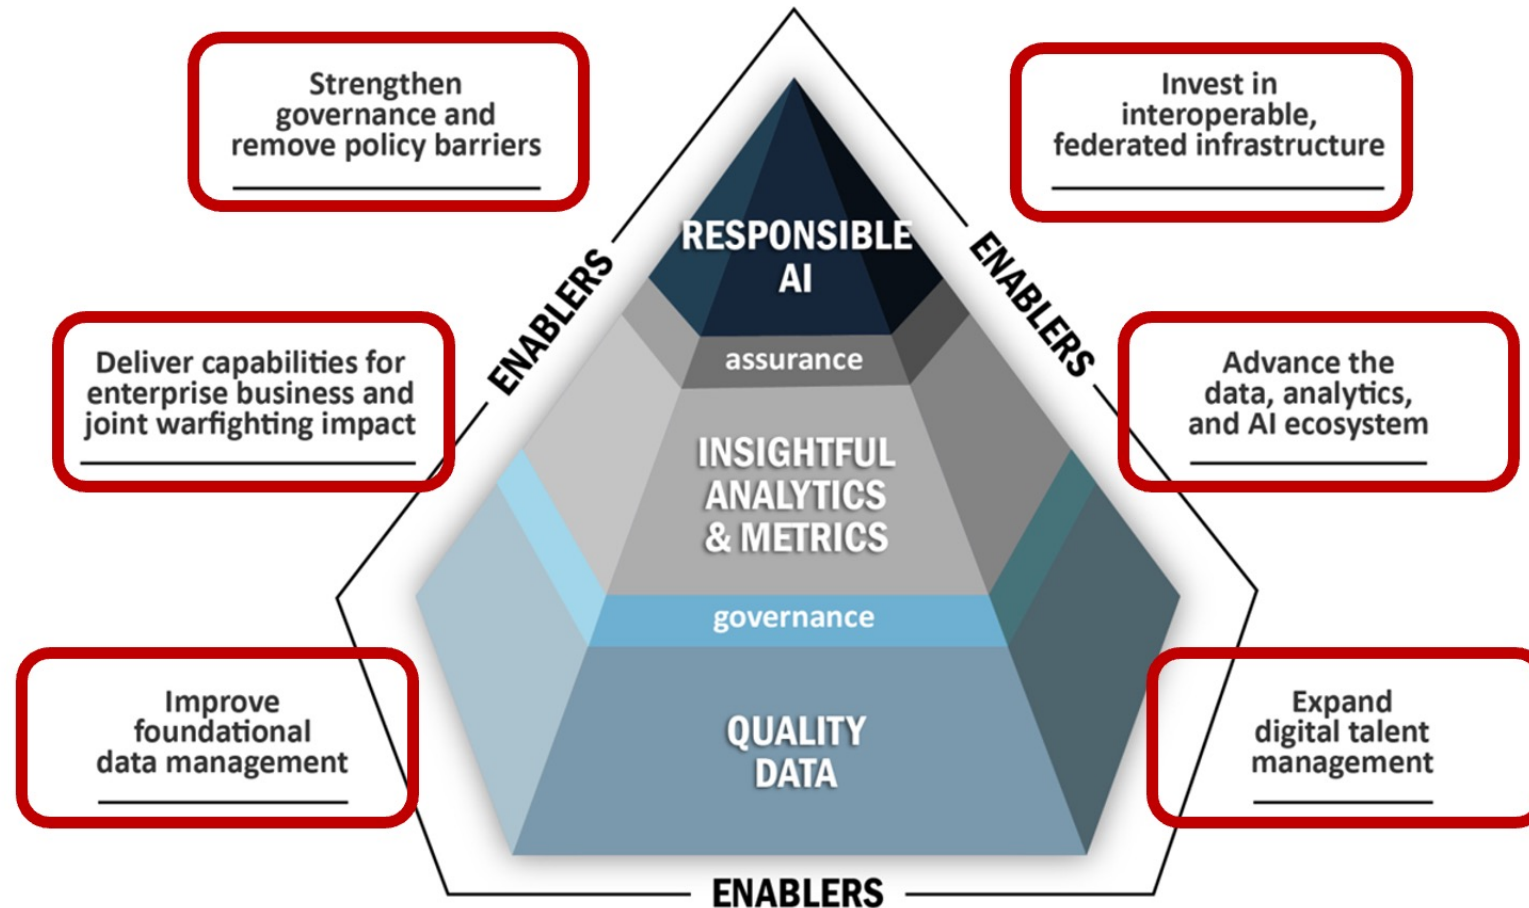 Strengthen
governance and
remove policy barriers
Invest in
interoperable,
federated infrastructure
RESPONSIBLE
AI
ENABLERS
ENABLERS
assurance
Deliver capabilities for
enterprise business and
joint warfighting impact
Advance the
data, analytics,
and AI ecosystem
INSIGHTFUL
ANALYTICS
& METRICS
governance
Improve
foundational
data management
QUALITY
DATA
Expand
digital talent
management
ENABLERS